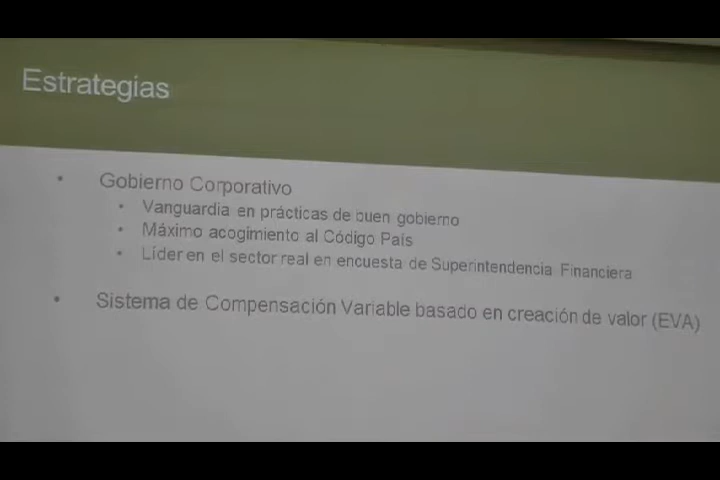 Estrategias
• Gobierno Corporativo
• Vanguardia en prácticas de buen gobierno
• Máximo acogimiento al Código País
• Líder en el sector real en encuesta de Superintendencia Financiera
• Sistema de Compensación Variable basado en creación de valor (EVA)